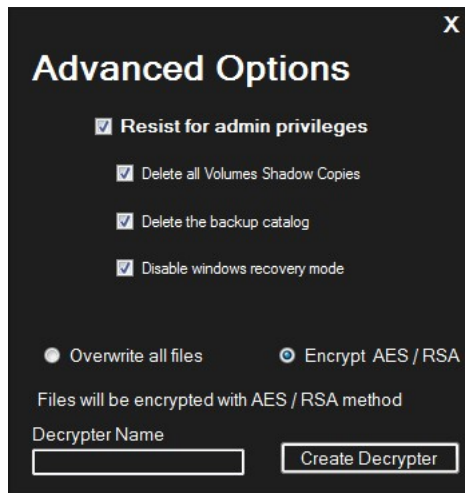 X
Advanced Options
Resist for admin privileges
Delete all Volumes Shadow Copies
Delete the backup catalog
Disable windows recovery mode
Overwrite all files Encrypt AES / RSA
Files will be encrypted with AES / RSA method
Decrypter Name
Create Decrypter